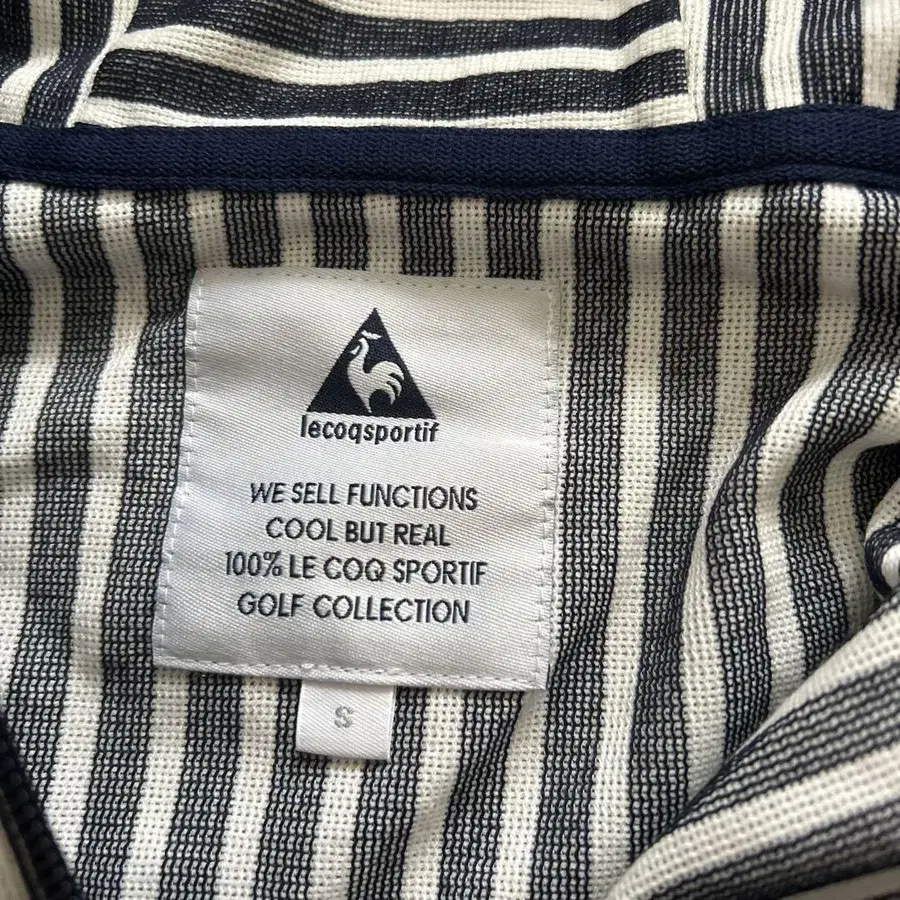 lecoqsportif
WE SELL FUNCTIONS
COOL BUT REAL
100% LE COQ SPORTIF
GOLF COLLECTION
S